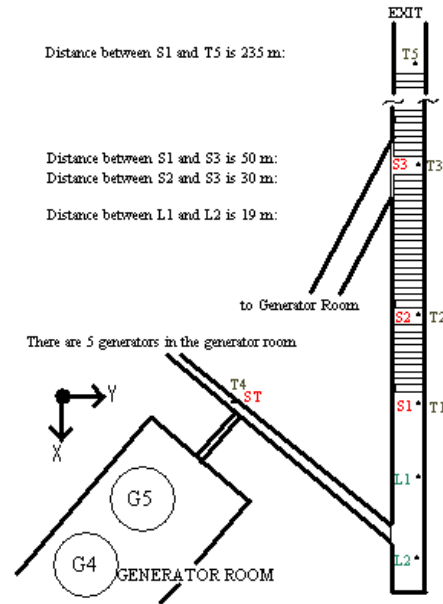 EXIT
T5
Distance between S1 and T5 is 235 m:
Distance between S1 and S3 is 50 m:
Distance between S2 and S3 is 30 m:
S3 T3
Distance between L1 and L2 is 19 m:
to Generator Room
S2 T2
There are 5 generators in the generator room
T4
ST
Y
X
S1 T1
L1
G5
L2
G4
GENERATOR ROOM